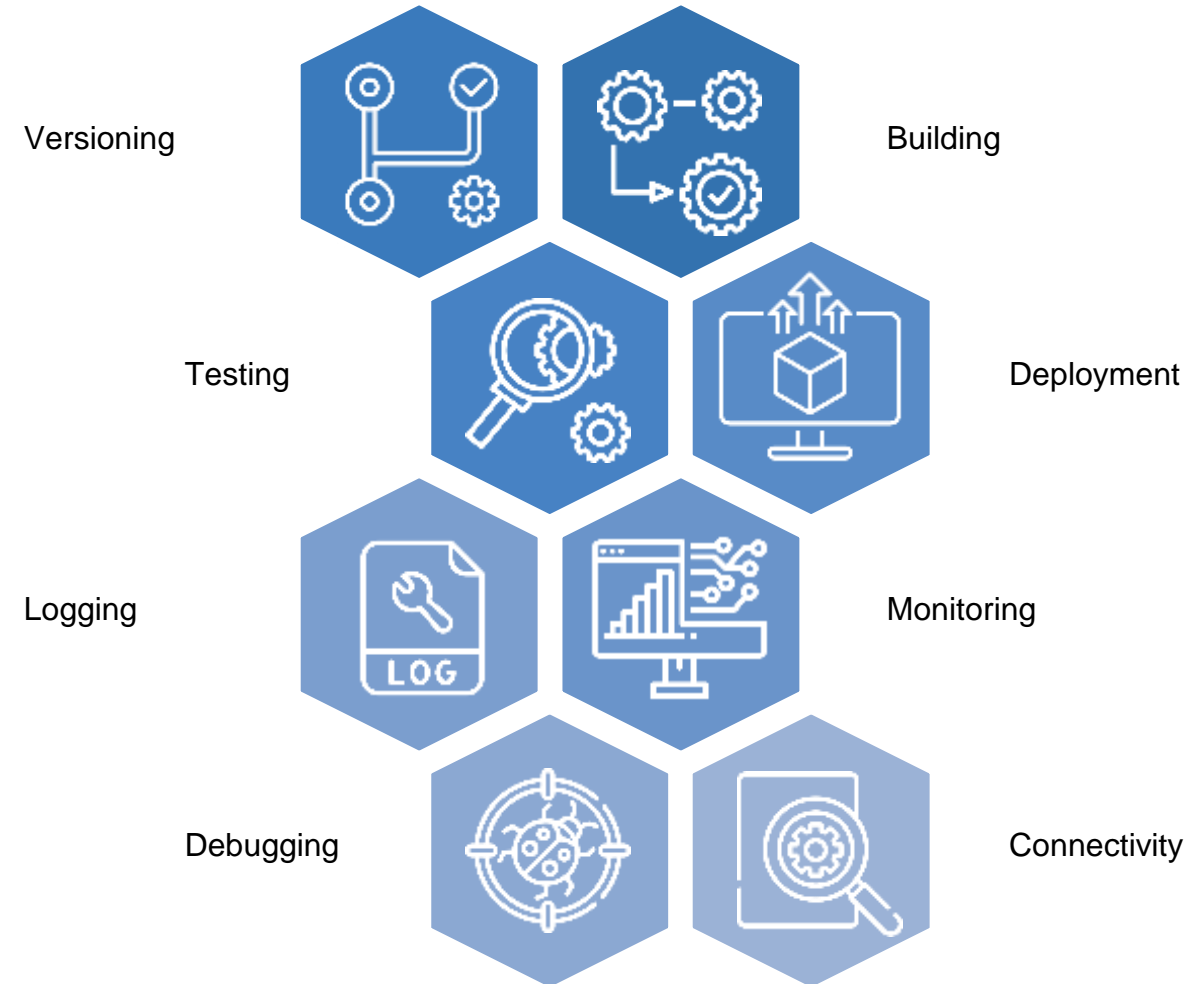 Versioning
Building
Testing
Deployment
LOG
Logging
Monitoring
Debugging
Connectivity